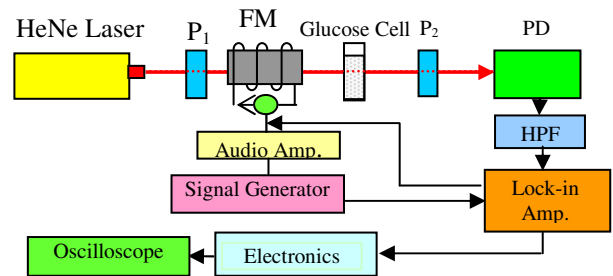 HeNe Laser
P1
FM
Glucose Cell
P2
PD
HPF
Audio Amp.
Signal Generator
Lock-in
Amp.
Oscilloscope
Electronics